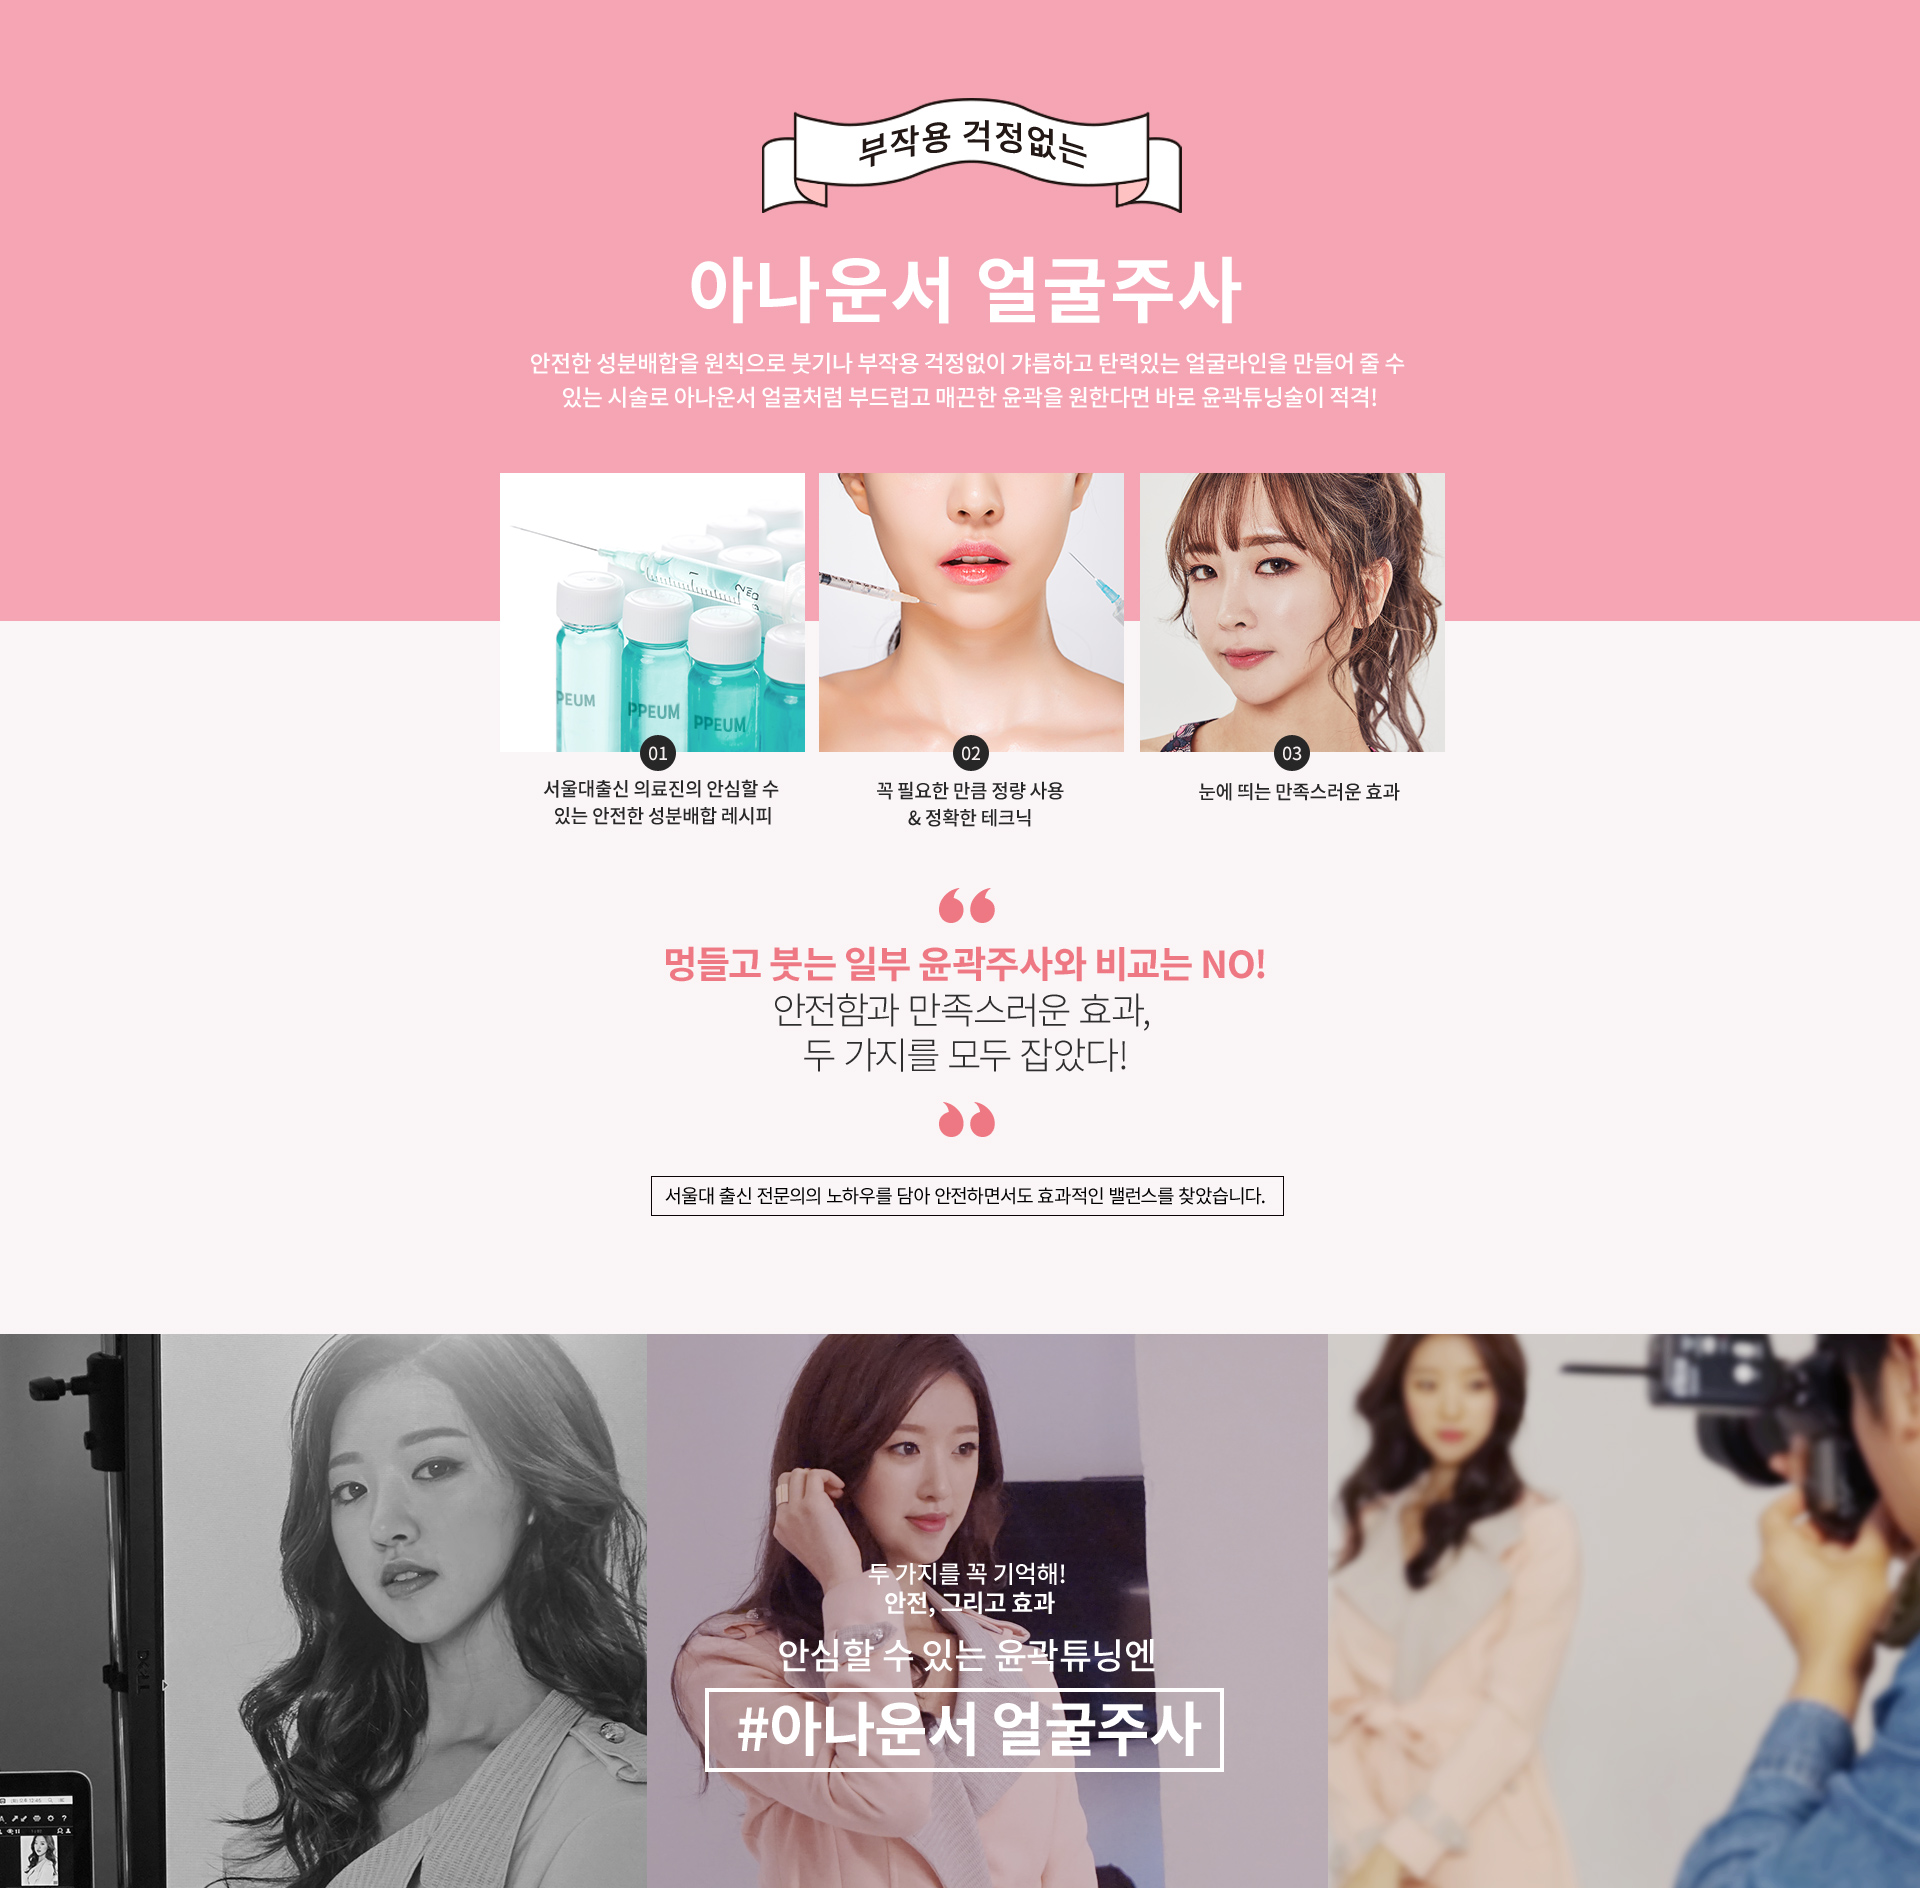 부작용 걱정없는
아나운서 얼굴주사
안전한 성분배합을 원칙으로 붓기나 부작용 걱정없이 갸름하고 탄력있는 얼굴라인을 만들어 줄 수
있는 시술로 아나운서 얼굴처럼 부드럽고 매끈한 윤곽을 원한다면 바로 윤곽튜닝술이 적격!
PPEUM PPEUM PPEUM
01
서울대출신 의료진의 안심할 수
있는 안전한 성분배합 레시피
02
꼭 필요한 만큼 정량 사용
& 정확한 테크닉
03
눈에 띄는 만족스러운 효과
“
멍들고 붓는 일부 윤곽주사와 비교는 NO!
안전함과 만족스러운 효과,
두 가지를 모두 잡았다!
”
서울대 출신 전문의의 노하우를 담아 안전하면서도 효과적인 밸런스를 찾았습니다.
두 가지를 꼭 기억해!
안전, 그리고 효과
안심할 수 있는 윤곽튜닝엔
#아나운서 얼굴주사
DELL